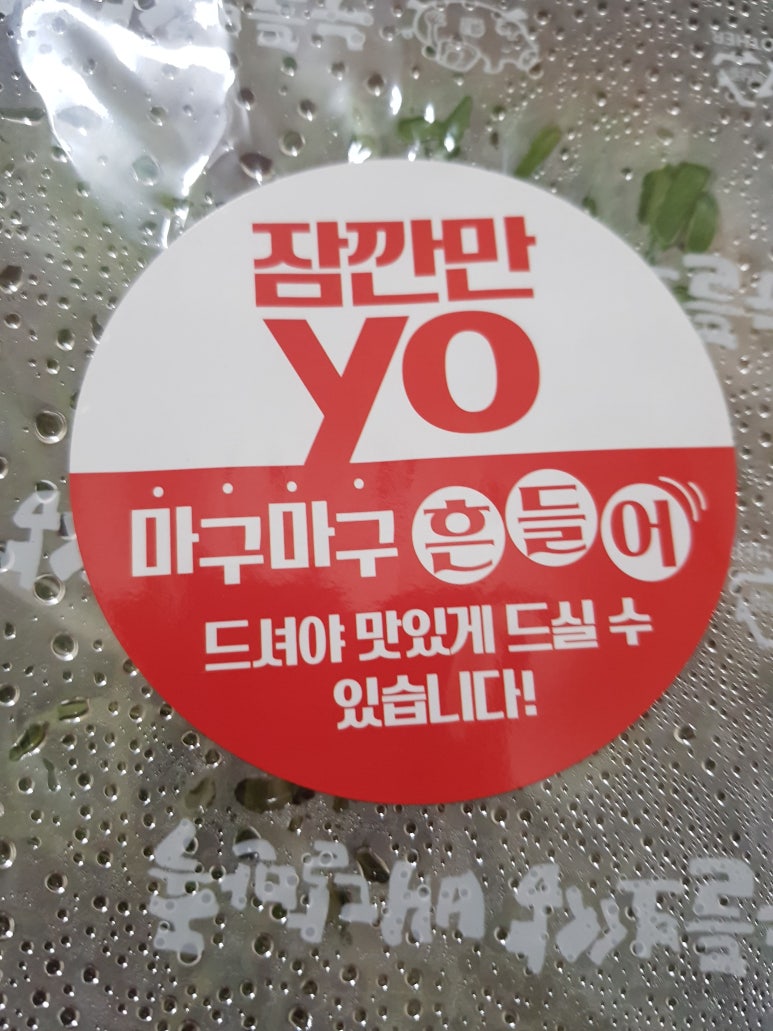 잠깐만
yo
마구마구 흔들어
드셔야 맛있게 드실 수
있습니다!